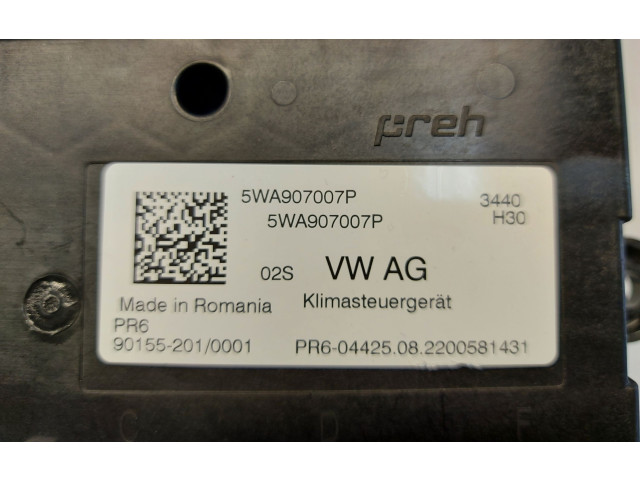 preh
5WA907007P 3440
5WA907007P H30
02S VW AG
Made in Romania Klimasteuergerät
PR6
90155-201/0001 PR6-04425.08.2200581431
C D E